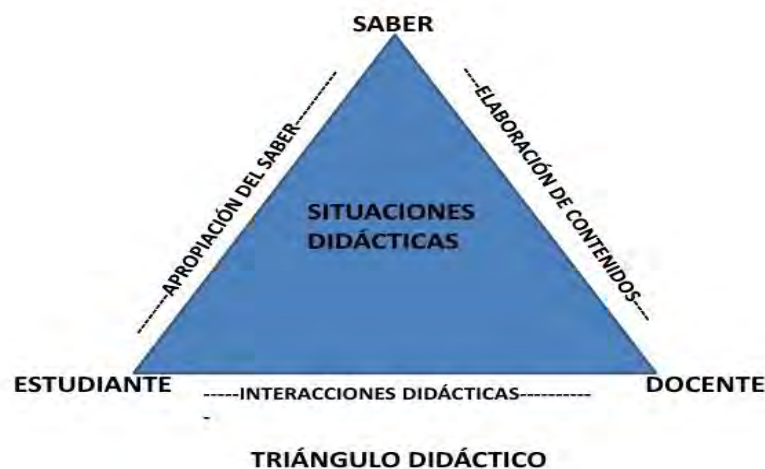 SABER
-------APROPIACIÓN DEL SABER---------
----ELABORACIÓN DE CONTENIDOS-----
SITUACIONES
DIDÁCTICAS
ESTUDIANTE
-----INTERACCIONES DIDÁCTICAS----------
-
DOCENTE
TRIÁNGULO DIDÁCTICO